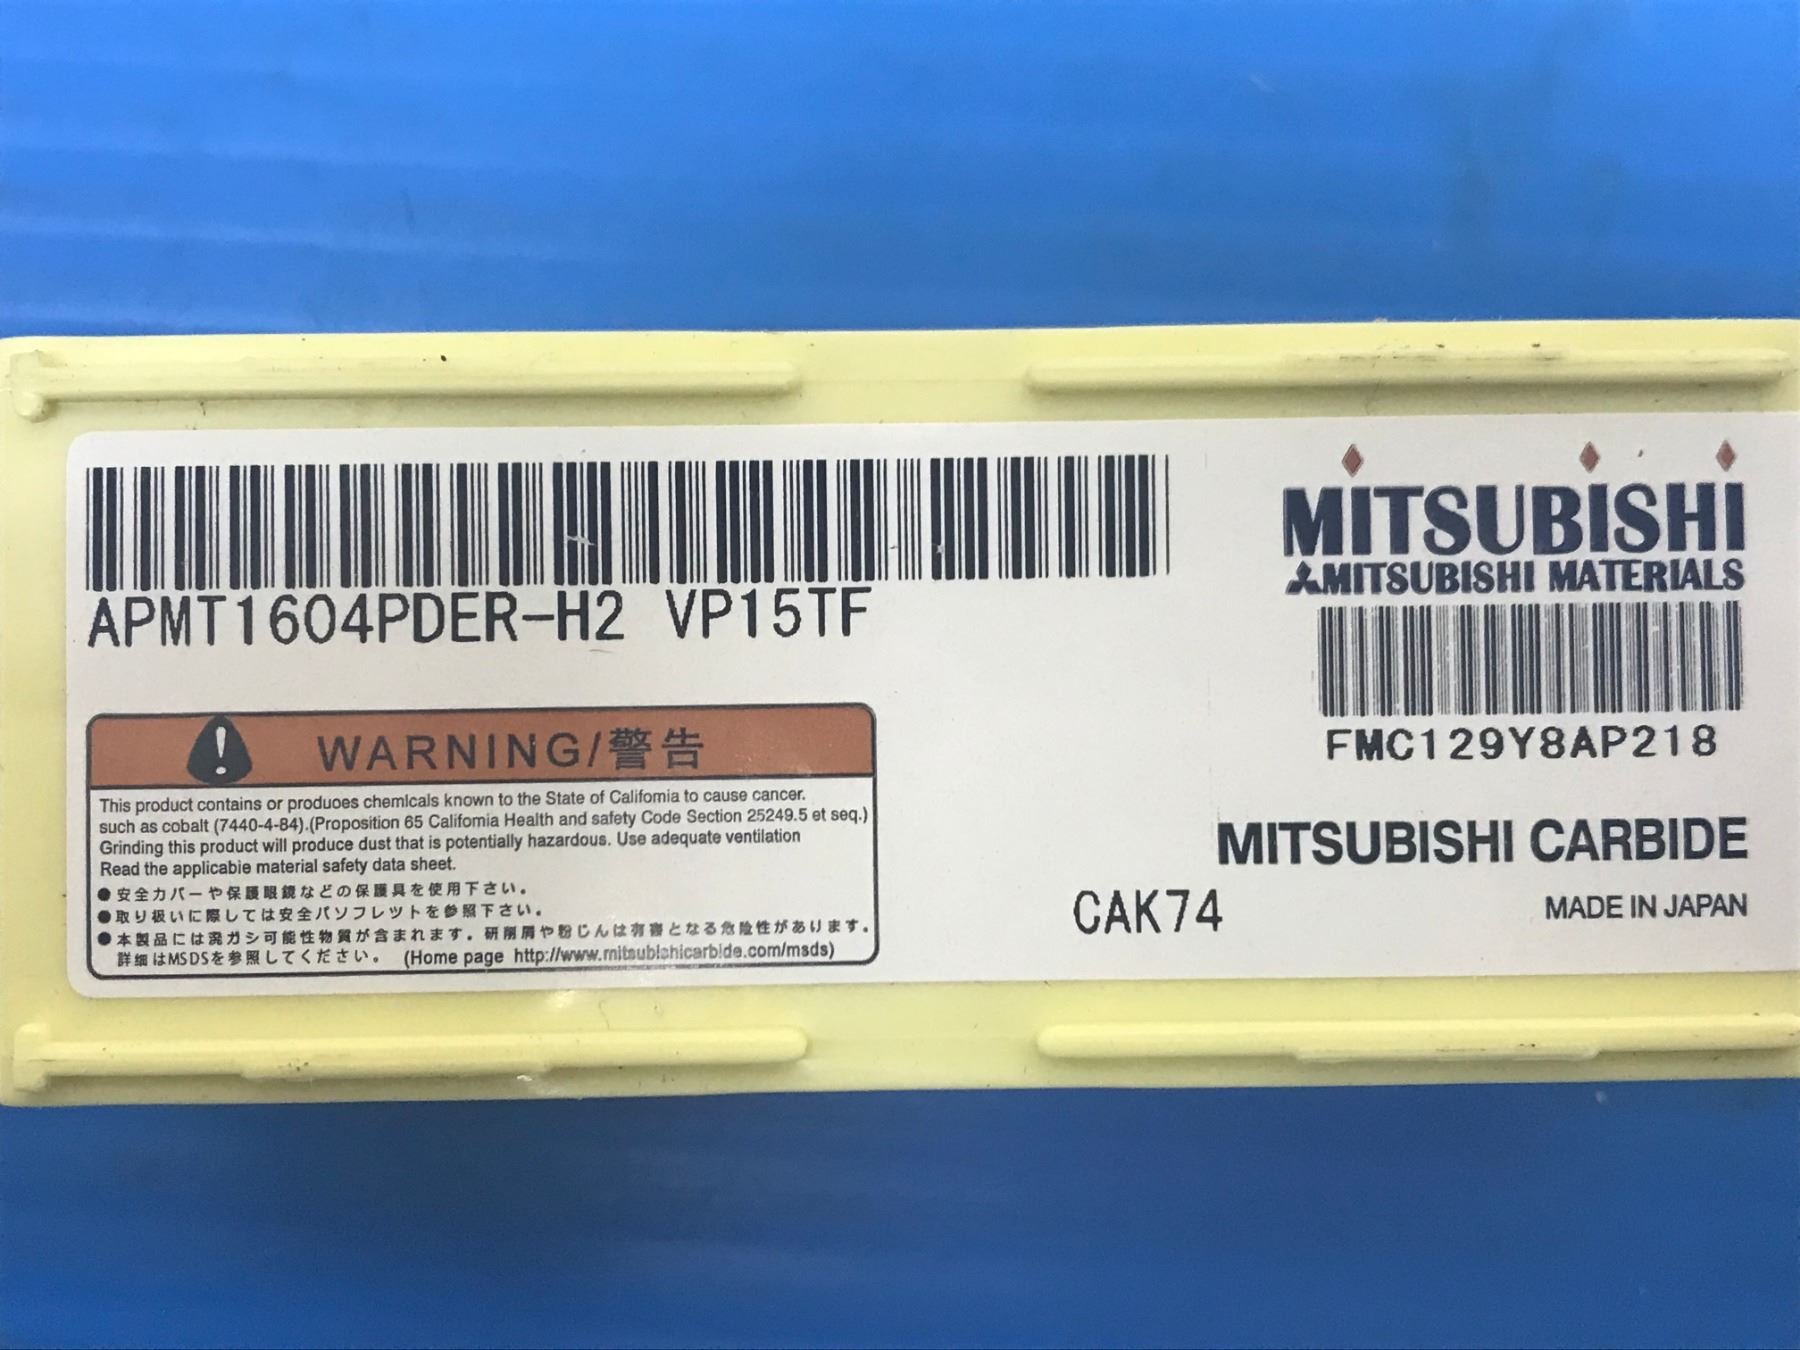 APMT1604PDER-H2 VP15TF
MITSUBISHI
MITSUBISHI MATERIALS
FMC129Y8AP218
WARNING/警告
This product contains or produoes chemlcals known to the State of Califomia to cause cancer.
such as cobalt (7440-4-84).(Proposition 65 Califomia Health and safety Code Section 25249.5 et seq.)
Grinding this product will produce dust that is potentially hazardous. Use adequate ventilation
Read the applicabie material safety data sheet.
●安全カバーや保護眼鏡などの保護具を使用下さい。
●取り扱いに際しては安全パソフレツトを参照下さい。
●本製品には発ガシ可能性物質が含まれます。研削屑や粉じんは有害となる危険性があります。
詳細はMSDSを参照してください。 (Home page http://www.mitsubishicarbide.com/msds)
MITSUBISHI CARBIDE
CAK74
MADE IN JAPAN